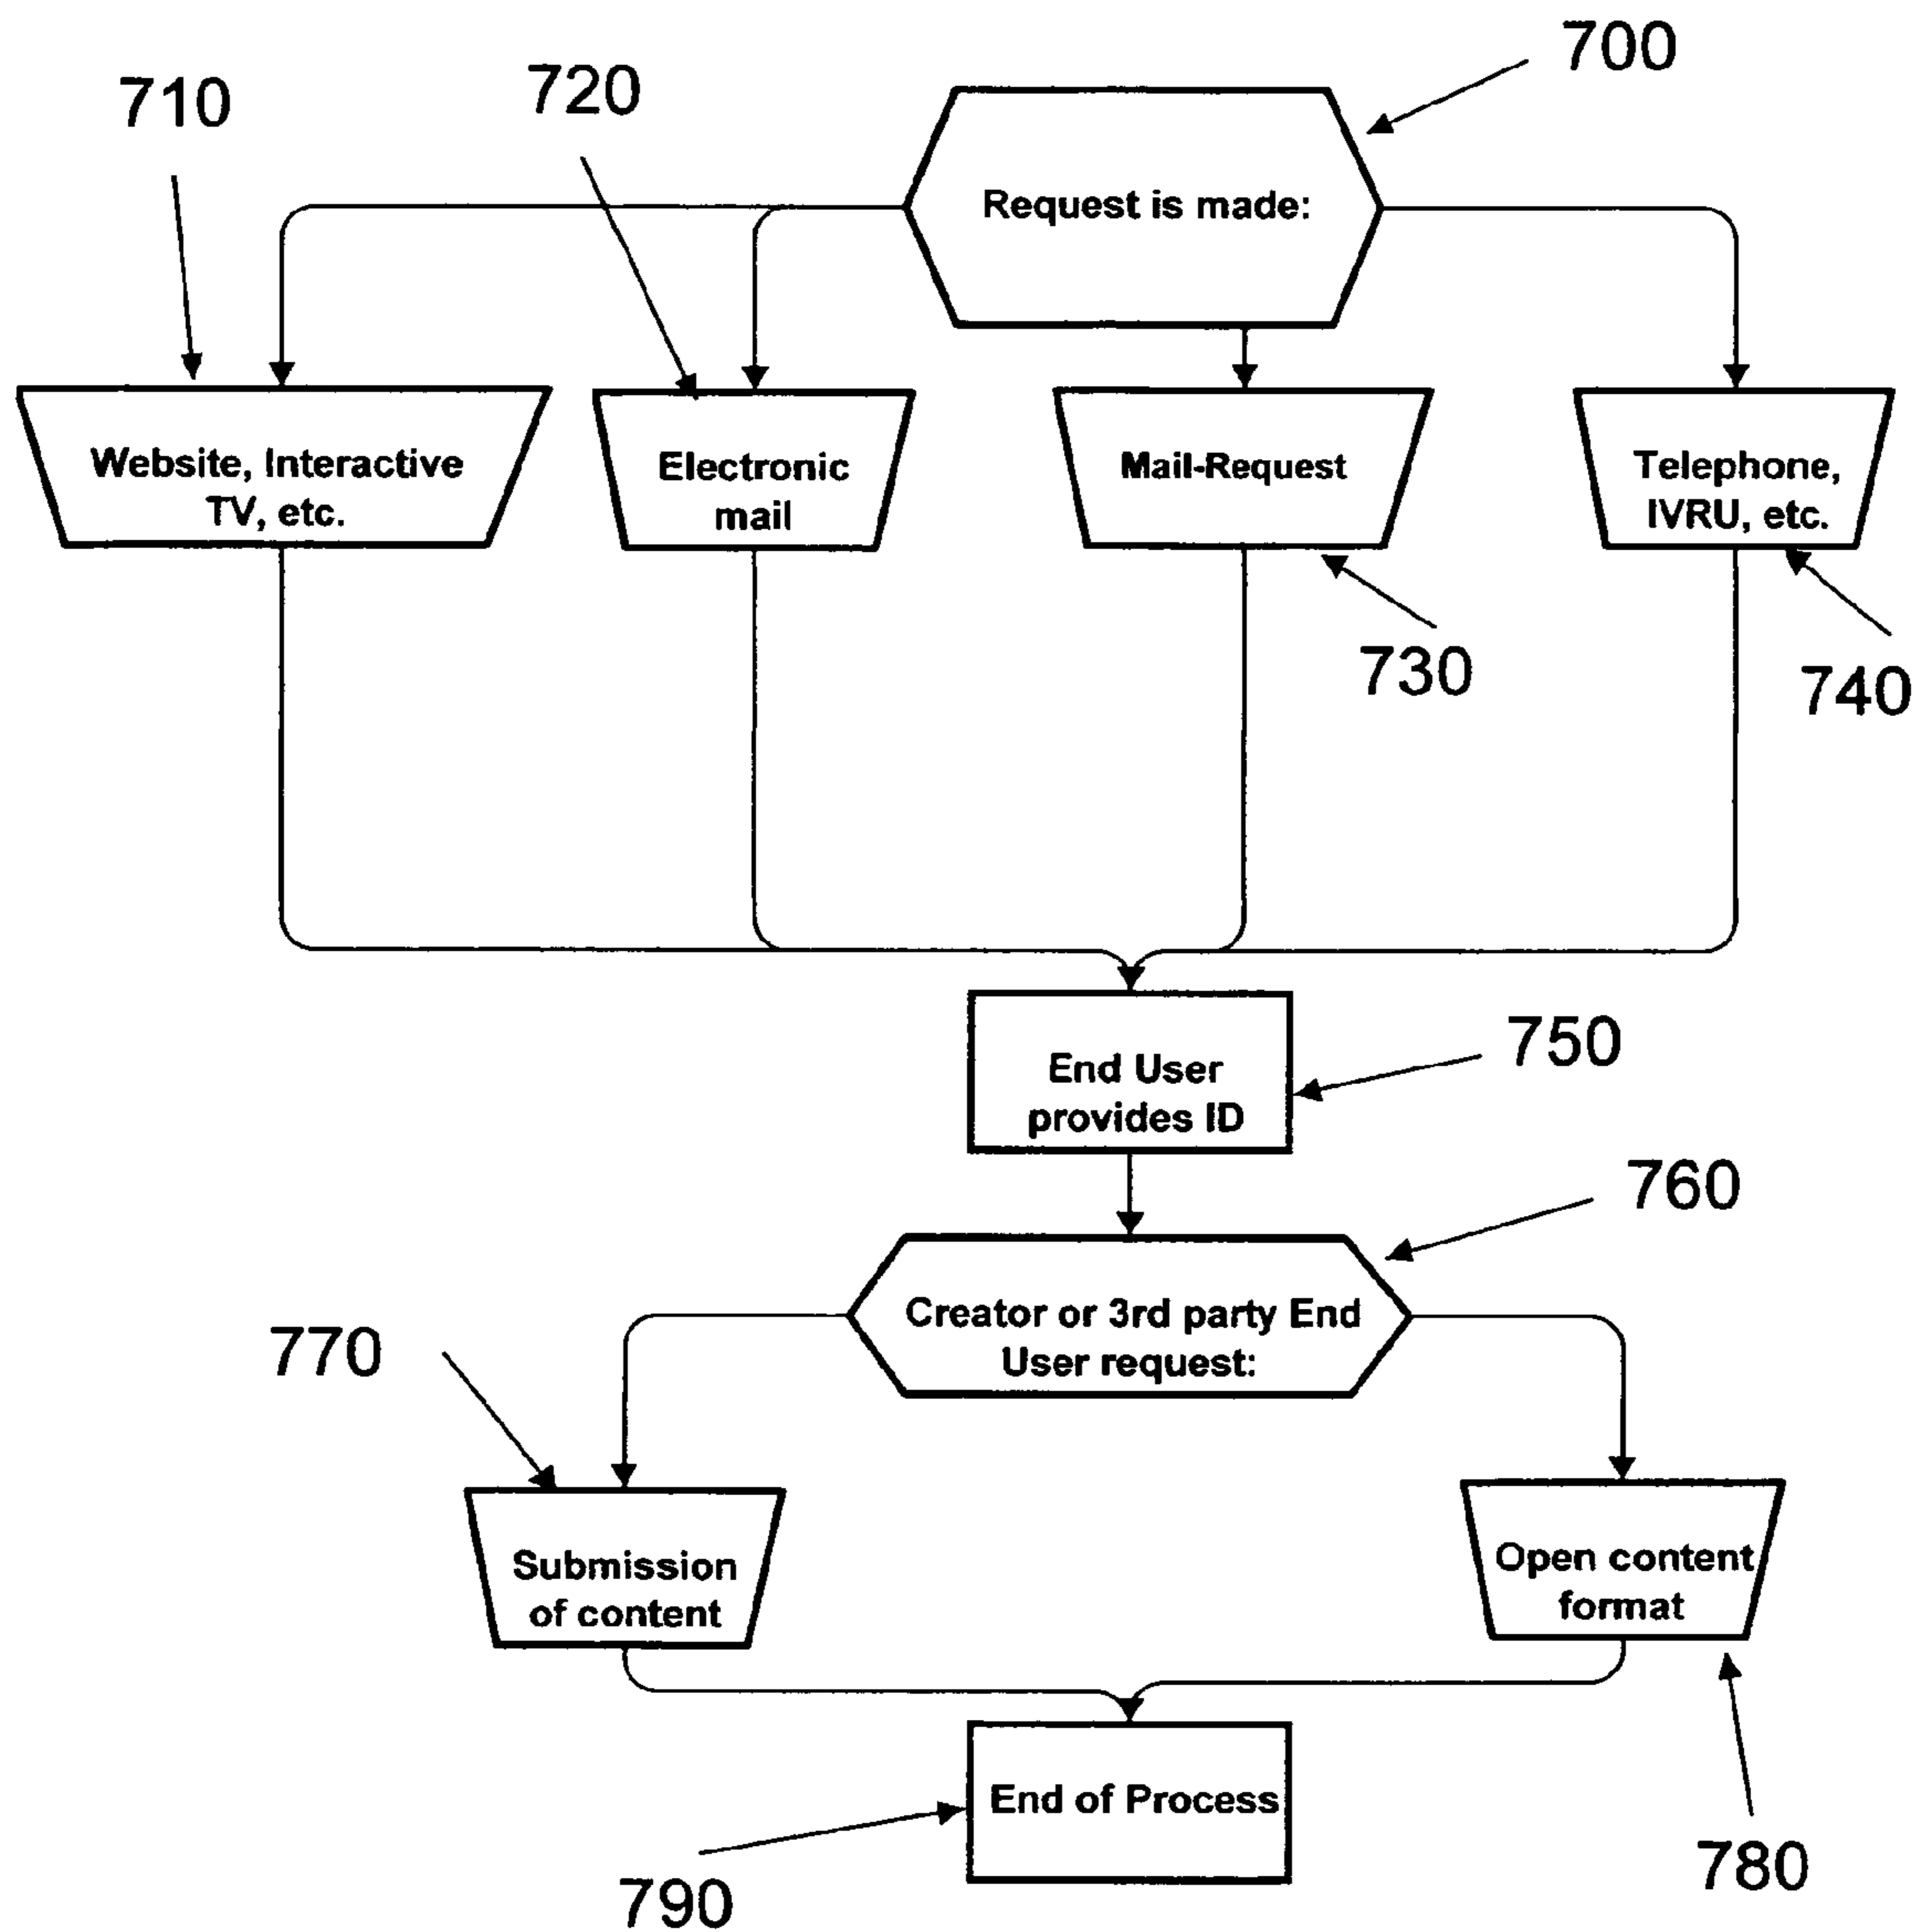 700
710
720
Request is made:
Website, Interactive
TV, etc.
Electronic
mail
Mail-Request
Telephone,
IVRU, etc.
730
740
End User
provides ID
750
760
Creator or 3rd party End
User request:
770
Submission
of content
Open content
format
End of Process
780
790